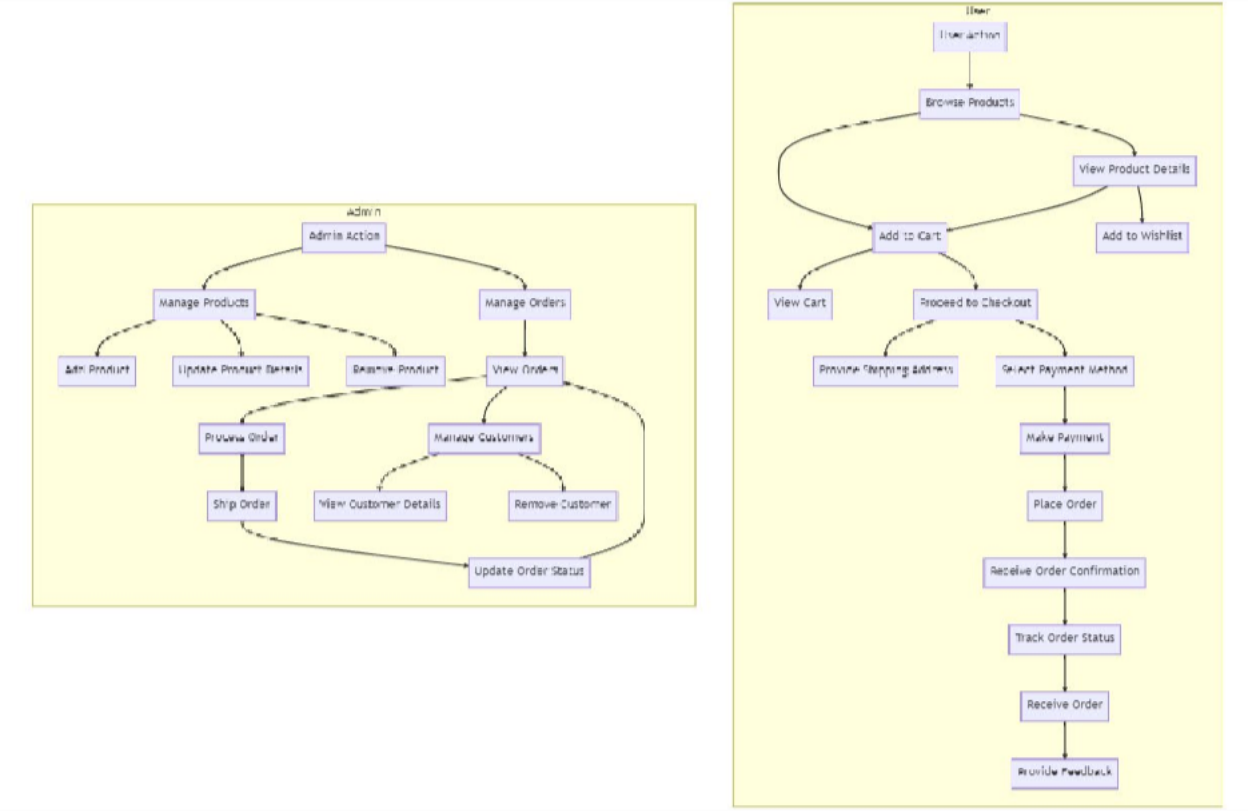 Admin
Admin Action
Manage Products
Manage Orders
Add Product
Update Product Details
Remove Product
View Orders
Process Order
Manage Customers
Ship Order
View Customer Details
Remove Customer
Update Order Status
User
User Action
Browse Products
View Product Details
Add to Cart
Add to Wishlist
View Cart
Proceed to Checkout
Provide Shipping Address
Select Payment Method
Make Payment
Place Order
Receive Order Confirmation
Track Order Status
Receive Order
Provide Feedback